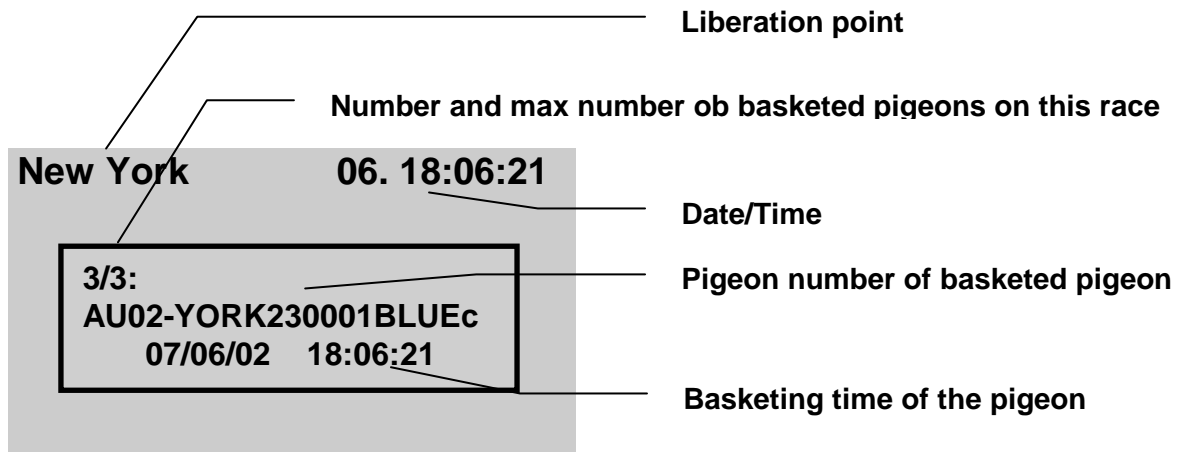 Liberation point
Number and max number ob basketed pigeons on this race
New York 06. 18:06:21
Date/Time
3/3:
Pigeon number of basketed pigeon
AU02-YORK230001BLUEc
07/06/02 18:06:21
Basketing time of the pigeon